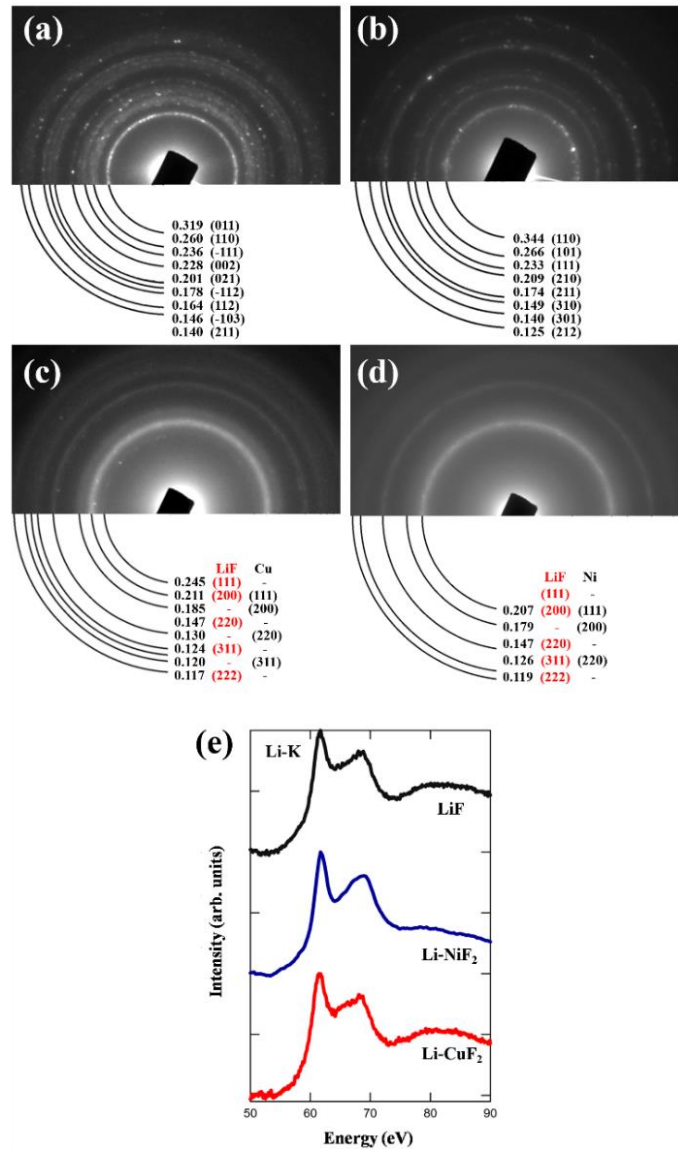 (a)
0.319 (011)
0.260 (110)
0.236 (-111)
0.228 (002)
0.201 (021)
0.178 (-112)
0.164 (112)
0.146 (-103)
0.140 (211)
(b)
0.344 (110)
0.266 (101)
0.233 (111)
0.209 (210)
0.174 (211)
0.149 (310)
0.140 (301)
0.125 (212)
(c)
LiF Cu
0.245 (111) -
0.211 (200) (111)
0.185 - (200)
0.147 (220) -
0.130 - (220)
0.124 (311) -
0.120 - (311)
0.117 (222) -
(d)
LiF Ni
(111) -
0.207 (200) (111)
0.179 - (200)
0.147 (220) -
0.126 (311) (220)
0.119 (222) -
(e)
Li-K
LiF
Li-NiF₂
Li-CuF₂
Intensity (arb. units)
50 60 70 80 90
Energy (eV)